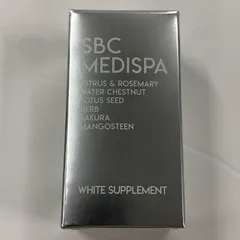 SBC
MEDISPA
CITRUS & ROSEMARY
WATER CHESTNUT
LOTUS SEED
HERB
SAKURA
MANGOSTEEN
WHITE SUPPLEMENT